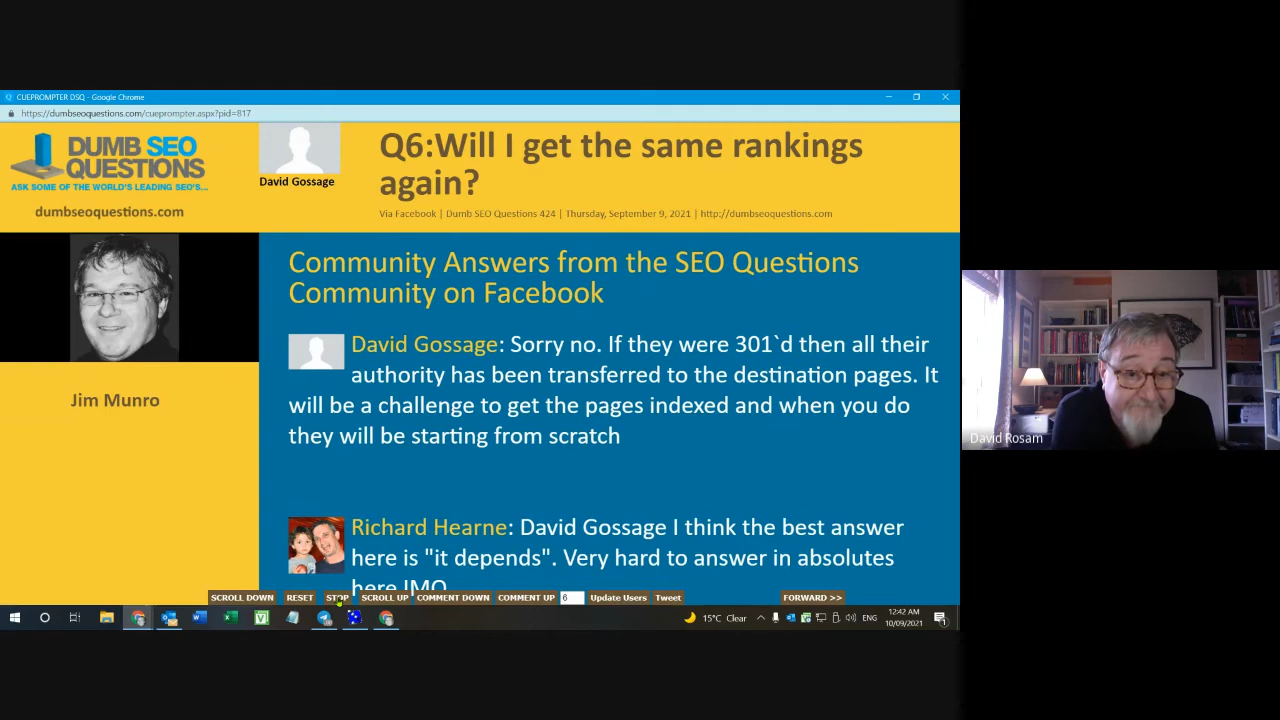 CUEPROMPTER DSQ - Google Chrome
https://dumbseoquestions.com/cueprompter.aspx?pid=817
DUMB SEO
QUESTIONS
ASK SOME OF THE WORLD'S LEADING SEO'S...
dumbseoquestions.com
David Gossage
Q6:Will I get the same rankings
again?
Via Facebook | Dumb SEO Questions 424 | Thursday, September 9, 2021 | http://dumbseoquestions.com
Jim Munro
Community Answers from the SEO Questions
Community on Facebook
David Gossage: Sorry no. If they were 301`d then all their
authority has been transferred to the destination pages. It
will be a challenge to get the pages indexed and when you do
they will be starting from scratch
Richard Hearne: David Gossage I think the best answer
here is "it depends". Very hard to answer in absolutes
here IMO
SCROLL DOWN RESET STOP SCROLL UP COMMENT DOWN COMMENT UP 6 Update Users Tweet FORWARD >>
15°C Clear ENG 12:42 AM
10/09/2021
David Rosam